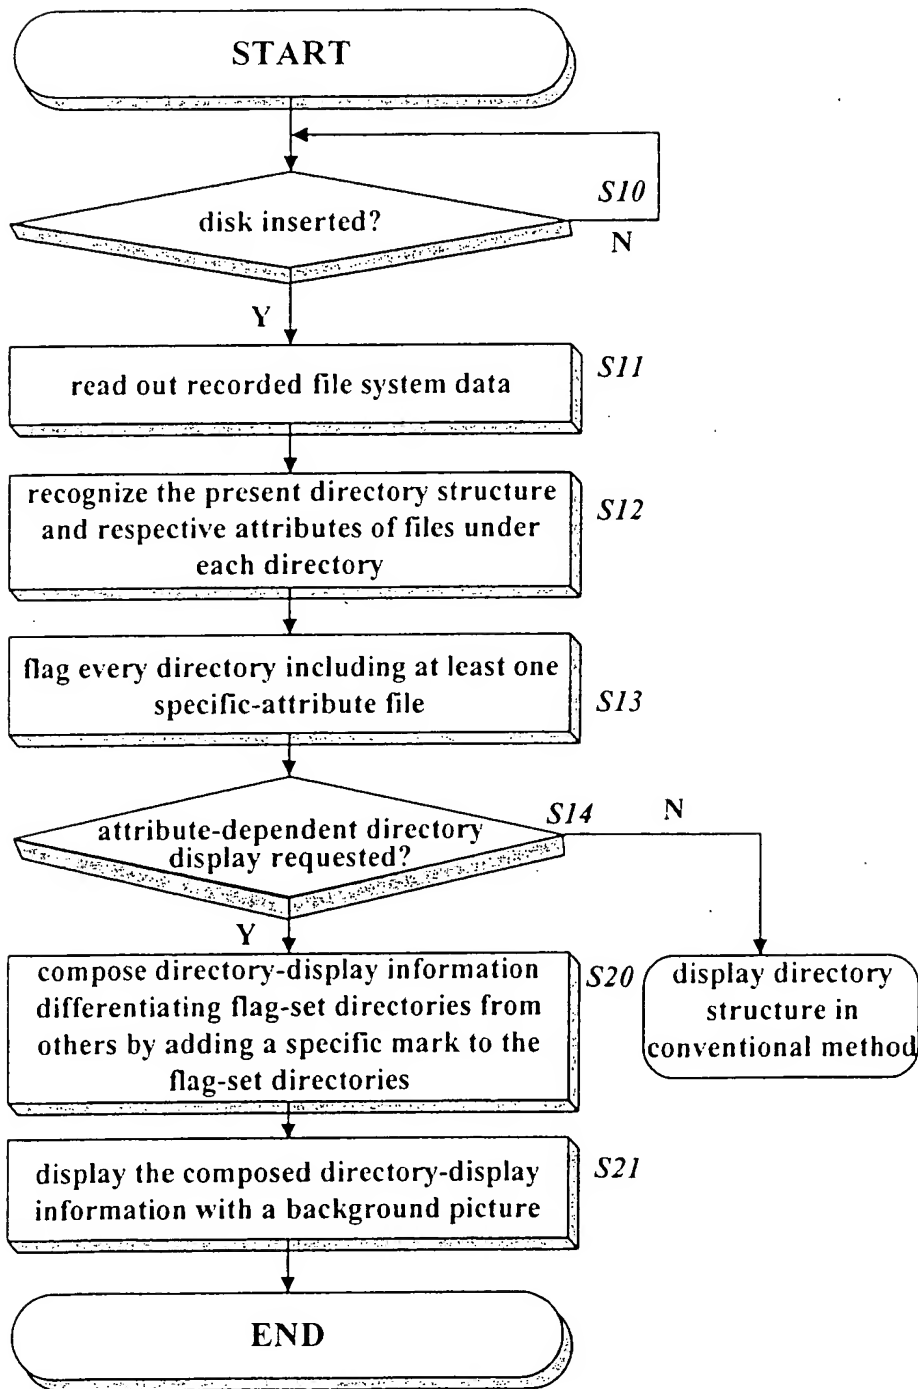 START
S10
disk inserted?
N
Y
S11
read out recorded file system data
recognize the present directory structure
and respective attributes of files under
each directory
S12
flag every directory including at least one
specific-attribute file
S13
S14
N
attribute-dependent directory
display requested?
Y
compose directory-display information
differentiating flag-set directories from
others by adding a specific mark to the
flag-set directories
S20
display directory
structure in
conventional method
display the composed directory-display
information with a background picture
S21
END